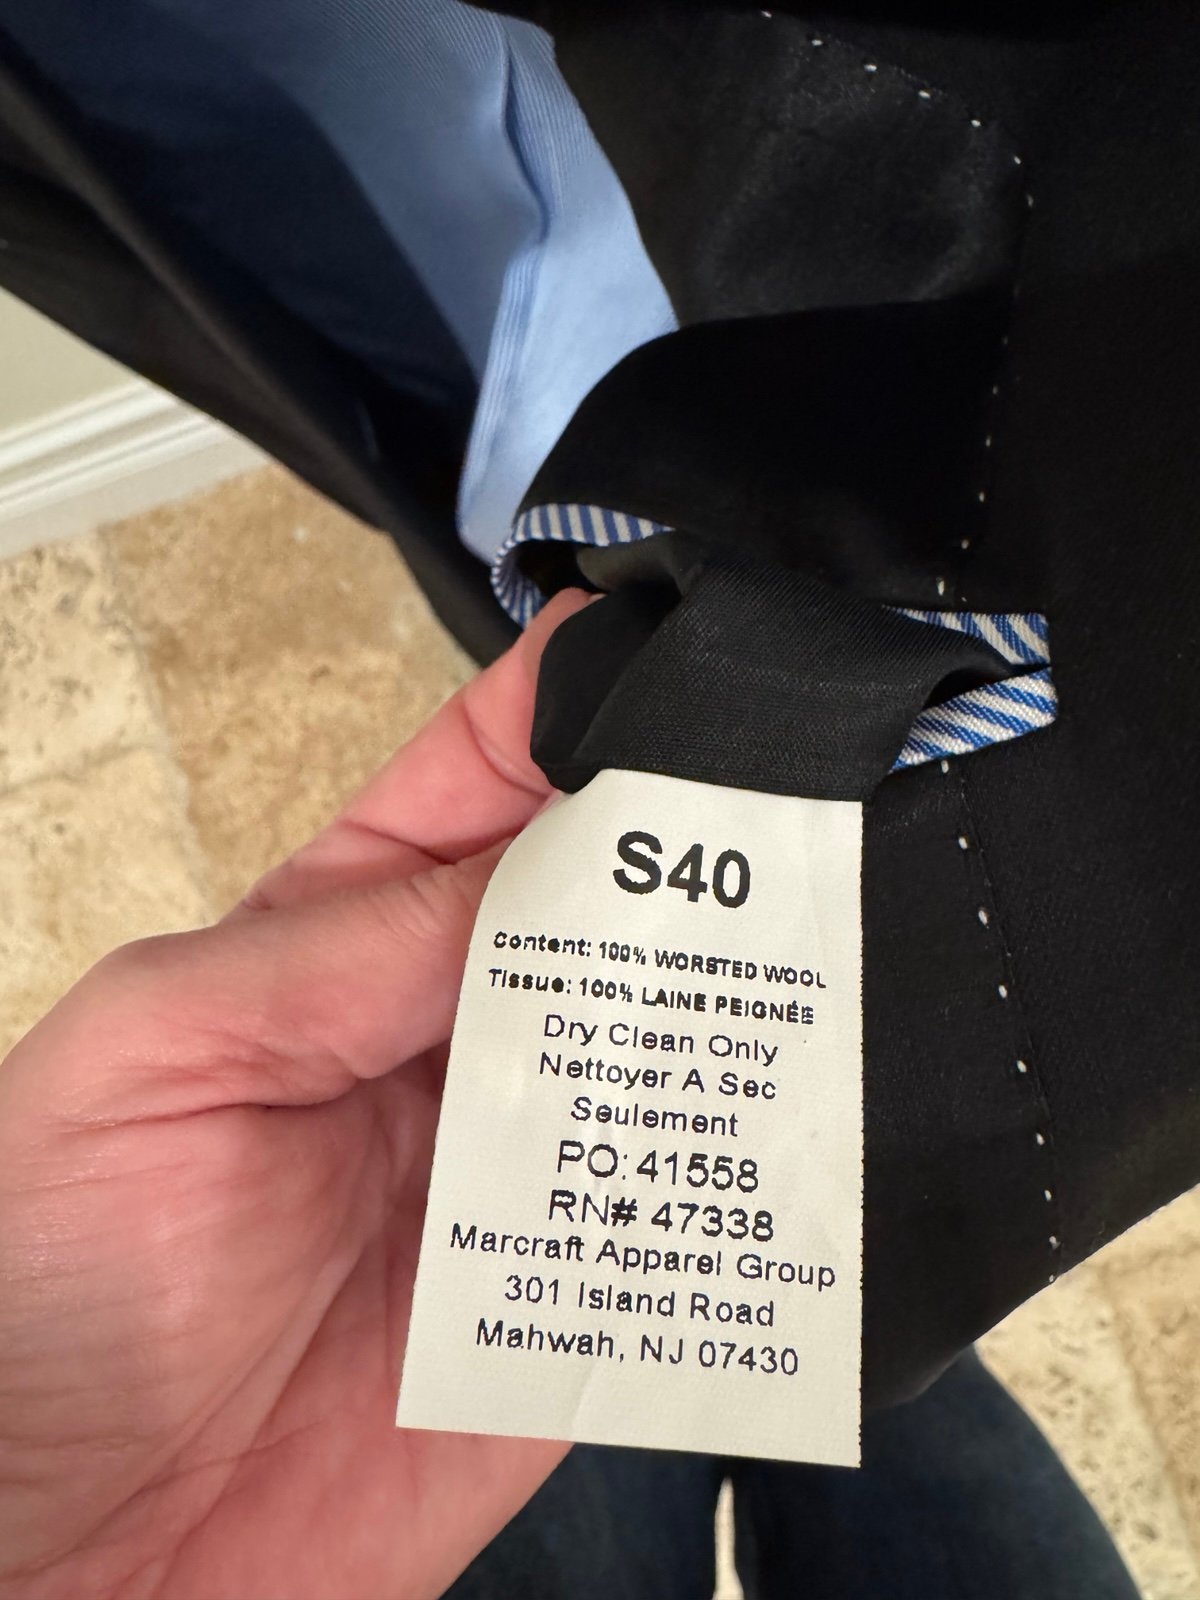 S40
Content: 100% WORSTED WOOL
Tissue: 100% LAINE PEIGNÉE
Dry Clean Only
Nettoyer A Sec
Seulement
PO: 41558
RN# 47338
Marcraft Apparel Group
301 Island Road
Mahwah, NJ 07430